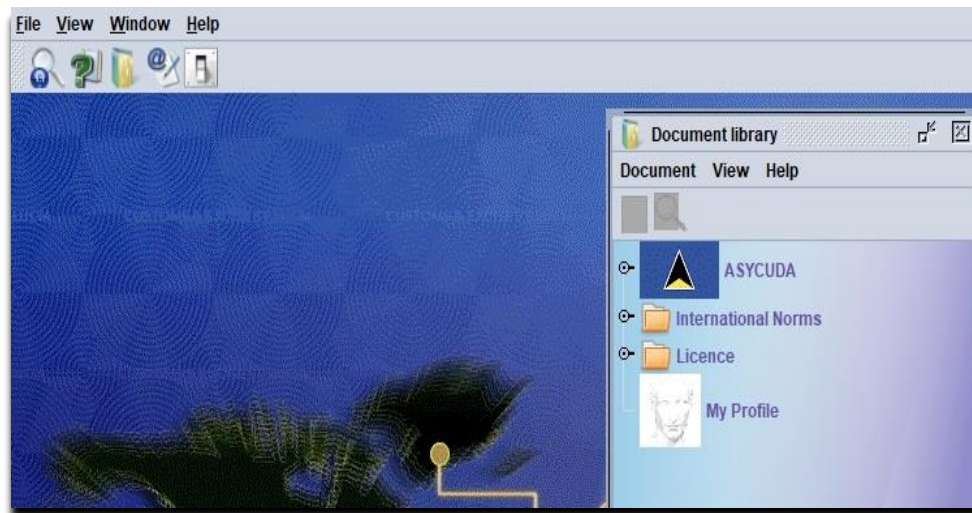 File View Window Help
Document library
Document View Help
ASYCUDA
International Norms
Licence
My Profile